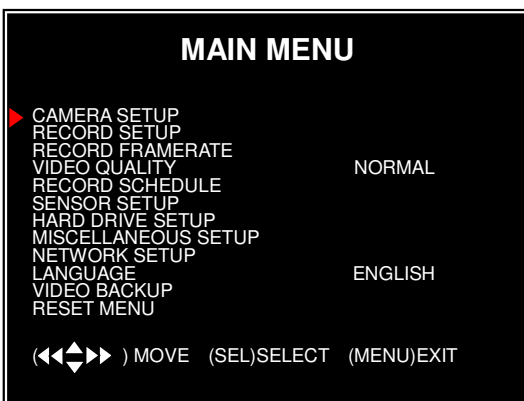 MAIN MENU
CAMERA SETUP
RECORD SETUP
RECORD FRAMERATE
VIDEO QUALITY NORMAL
RECORD SCHEDULE
SENSOR SETUP
HARD DRIVE SETUP
MISCELLANEOUS SETUP
NETWORK SETUP
LANGUAGE ENGLISH
VIDEO BACKUP
RESET MENU
( ) MOVE (SEL)SELECT (MENU)EXIT